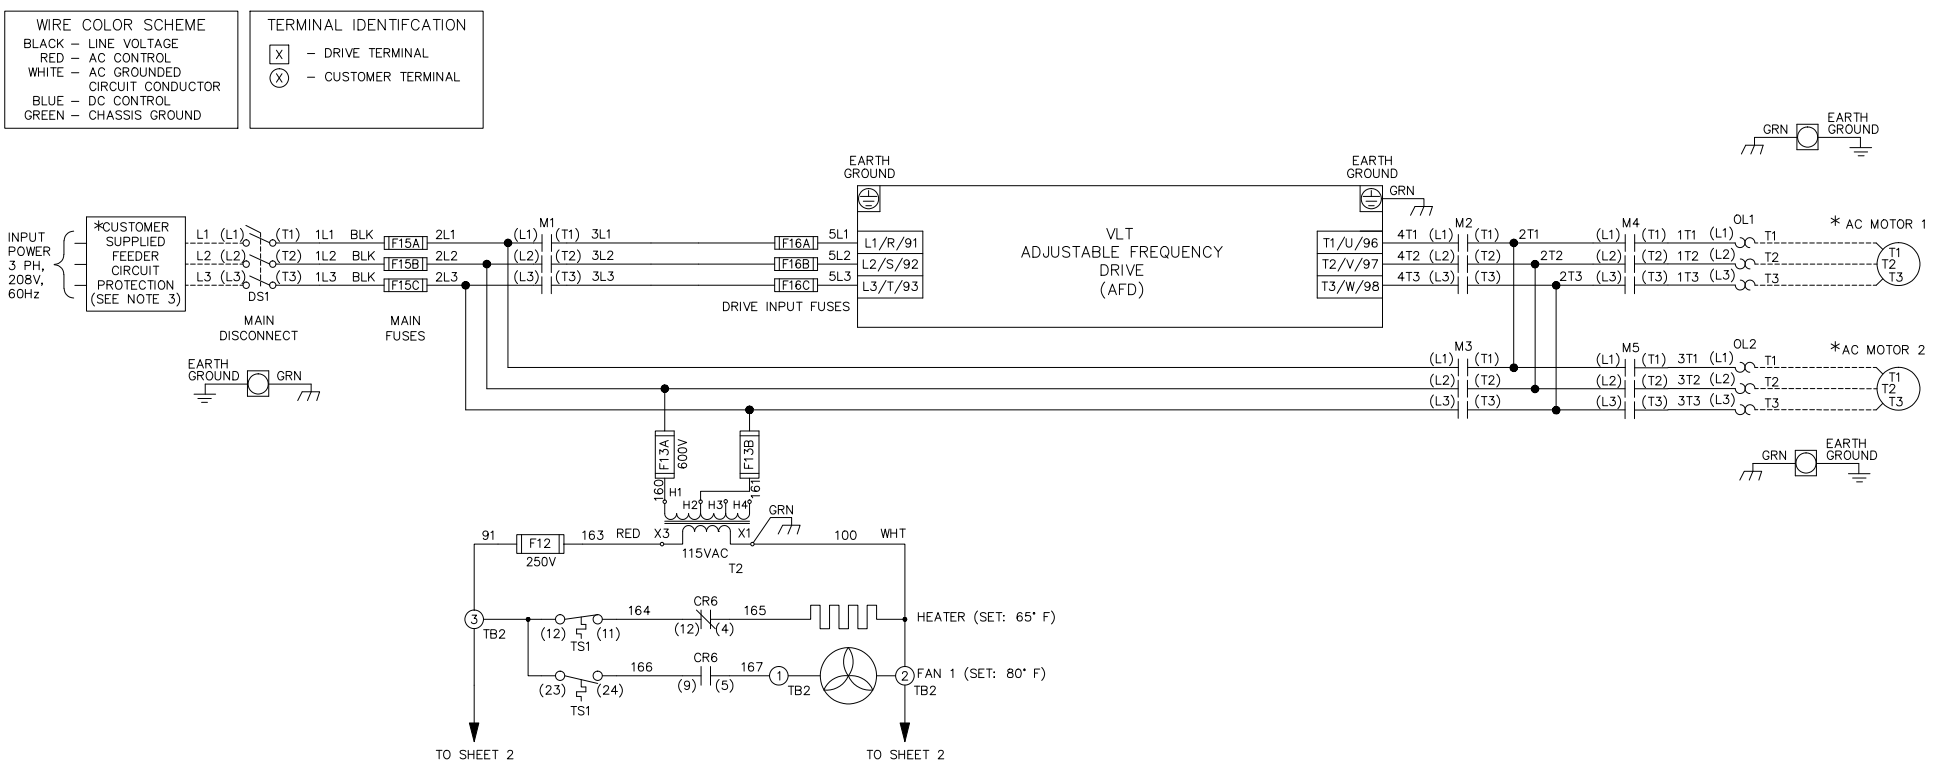 WIRE COLOR SCHEME
BLACK – LINE VOLTAGE
RED – AC CONTROL
WHITE – AC GROUNDED
CIRCUIT CONDUCTOR
BLUE – DC CONTROL
GREEN – CHASSIS GROUND
TERMINAL IDENTIFCATION
X – DRIVE TERMINAL
X – CUSTOMER TERMINAL
GRN EARTH
GROUND
EARTH
GROUND
EARTH
GROUND
GRN
INPUT
POWER
3 PH,
208V,
60Hz
*CUSTOMER
SUPPLIED
FEEDER
CIRCUIT
PROTECTION
(SEE NOTE 3)
L1 (L1) (T1) 1L1 BLK F15A 2L1 (L1) M1 (T1) 3L1 F16A 5L1 L1/R/91
L2 (L2) (T2) 1L2 BLK F15B 2L2 (L2) (T2) 3L2 F16B 5L2 L2/S/92
L3 (L3) (T3) 1L3 BLK F15C 2L3 (L3) (T3) 3L3 F16C 5L3 L3/T/93
DS1
MAIN
DISCONNECT
MAIN
FUSES
DRIVE INPUT FUSES
VLT
ADJUSTABLE FREQUENCY
DRIVE
(AFD)
T1/U/96 4T1 (L1) M2 (T1) 2T1 (L1) M4 (T1) 1T1 (L1) OL1 T1
T2/V/97 4T2 (L2) (T2) 2T2 (L2) (T2) 1T2 (L2) T2
T3/W/98 4T3 (L3) (T3) 2T3 (L3) (T3) 1T3 (L3) T3
* AC MOTOR 1
T1
T2
T3
EARTH
GROUND GRN
(L1) M3 (T1) (L1) M5 (T1) 3T1 (L1) OL2 T1
(L2) (T2) (L2) (T2) 3T2 (L2) T2
(L3) (T3) (L3) (T3) 3T3 (L3) T3
*AC MOTOR 2
T1
T2
T3
GRN EARTH
GROUND
F13A
600V
F13B
160
161
H1
H2 H3 H4
GRN
91 F12 163 RED X3 X1 100 WHT
250V
115VAC
T2
3 TB2
(12) (11) 164 CR6 (12) (4) 165 HEATER (SET: 65° F)
TS1
(23) (24) 166 CR6 (9) (5) 167 1 TB2 2 TB2 FAN 1 (SET: 80° F)
TS1
TO SHEET 2
TO SHEET 2